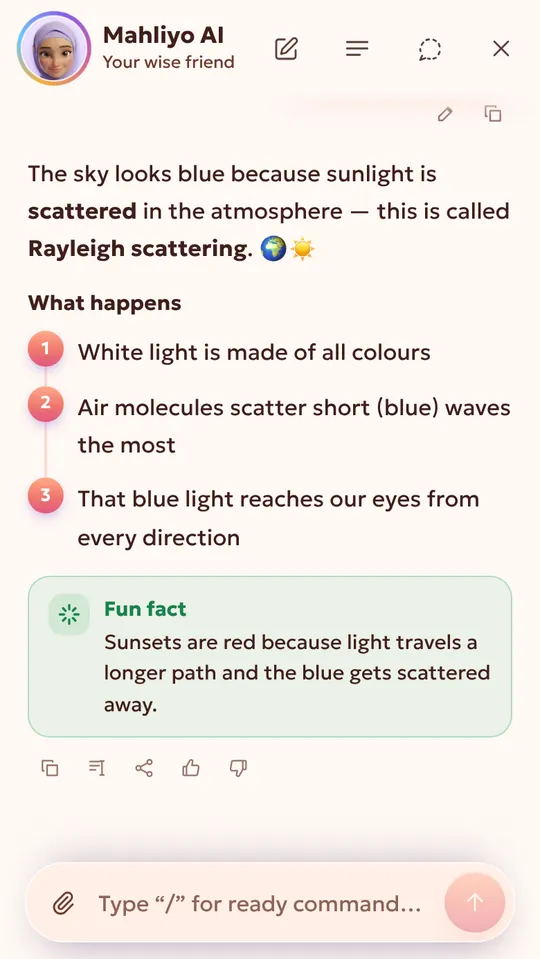 Mahliyo AI
Your wise friend
The sky looks blue because sunlight is
scattered in the atmosphere — this is called
Rayleigh scattering. 🌍☀️
What happens
1 White light is made of all colours
2 Air molecules scatter short (blue) waves
the most
3 That blue light reaches our eyes from
every direction
Fun fact
Sunsets are red because light travels a
longer path and the blue gets scattered
away.
Type “/” for ready command…